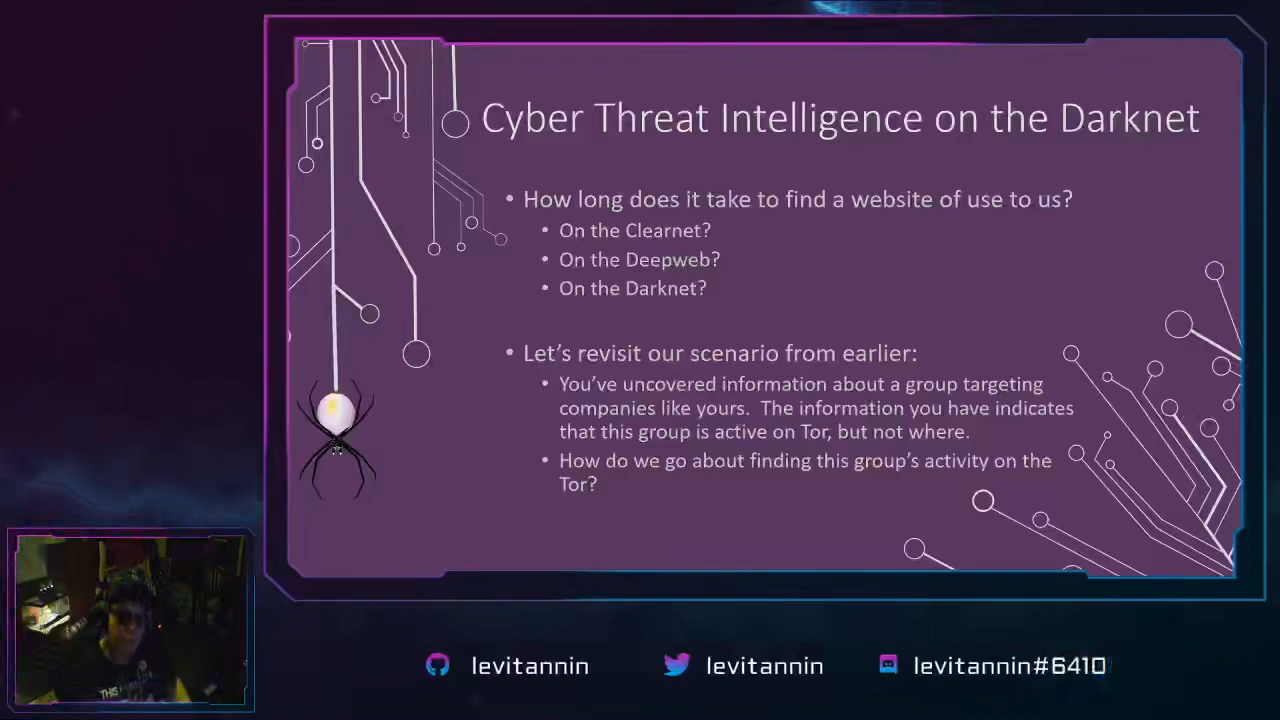 Cyber Threat Intelligence on the Darknet
• How long does it take to find a website of use to us?
• On the Clearnet?
• On the Deepweb?
• On the Darknet?
• Let's revisit our scenario from earlier:
• You've uncovered information about a group targeting
companies like yours. The information you have indicates
that this group is active on Tor, but not where.
• How do we go about finding this group's activity on the
Tor?
THIS
levitannin
levitannin
levitannin#6410